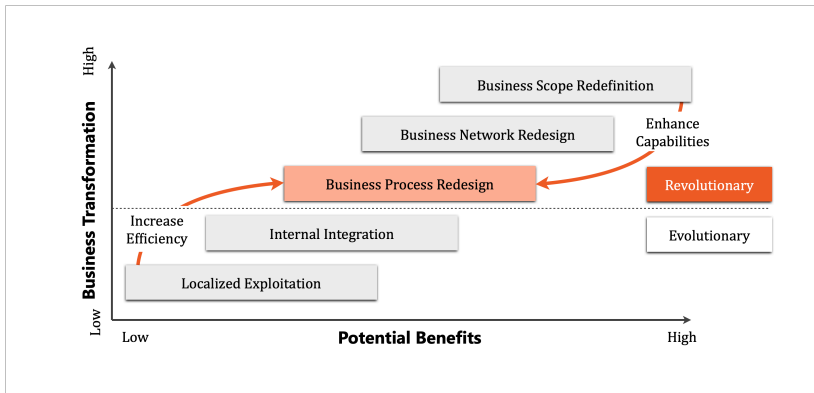 High
Business Scope Redefinition
Business Network Redesign
Enhance
Capabilities
Business Process Redesign
Revolutionary
Business Transformation
Increase
Efficiency
Internal Integration
Evolutionary
Localized Exploitation
Low
Low
Potential Benefits
High